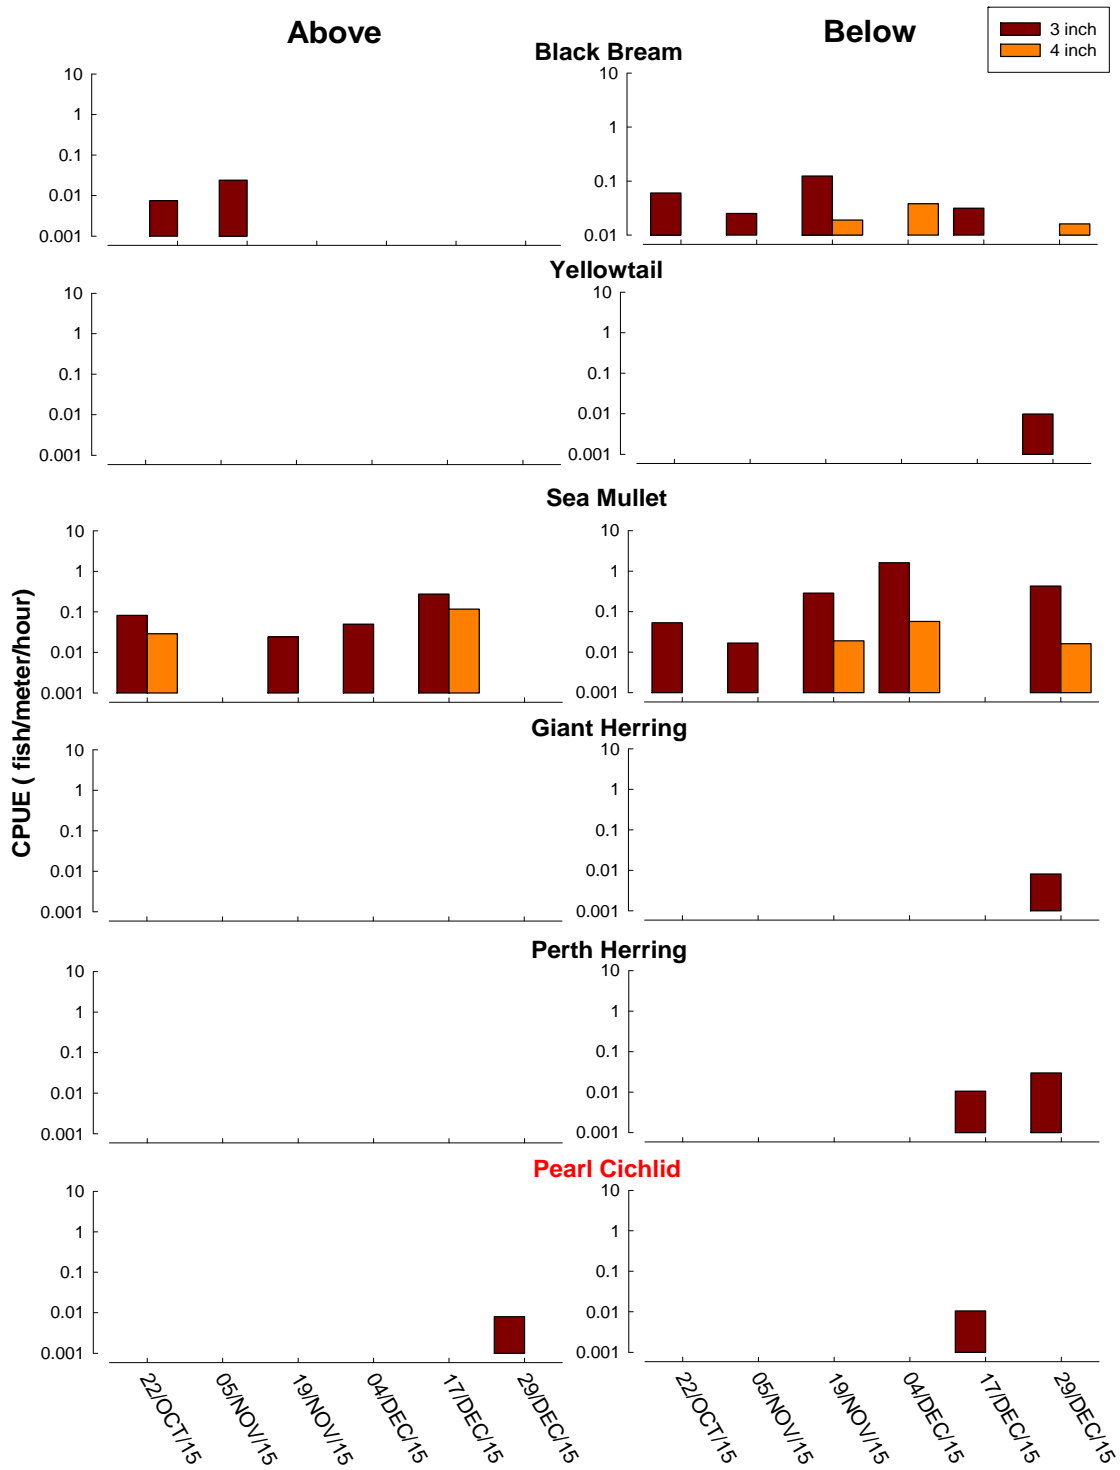 Above
Below
3 inch
4 inch
Black Bream
10
1
0.1
0.01
0.001
10
1
0.1
0.01
Yellowtail
10
1
0.1
0.01
0.001
10
1
0.1
0.01
0.001
Sea Mullet
10
1
0.1
0.01
0.001
10
1
0.1
0.01
0.001
CPUE ( fish/meter/hour)
Giant Herring
10
1
0.1
0.01
0.001
10
1
0.1
0.01
0.001
Perth Herring
10
1
0.1
0.01
0.001
10
1
0.1
0.01
0.001
Pearl Cichlid
10
1
0.1
0.01
0.001
10
1
0.1
0.01
0.001
22/OCT/15
05/NOV/15
19/NOV/15
04/DEC/15
17/DEC/15
29/DEC/15
22/OCT/15
05/NOV/15
19/NOV/15
04/DEC/15
17/DEC/15
29/DEC/15